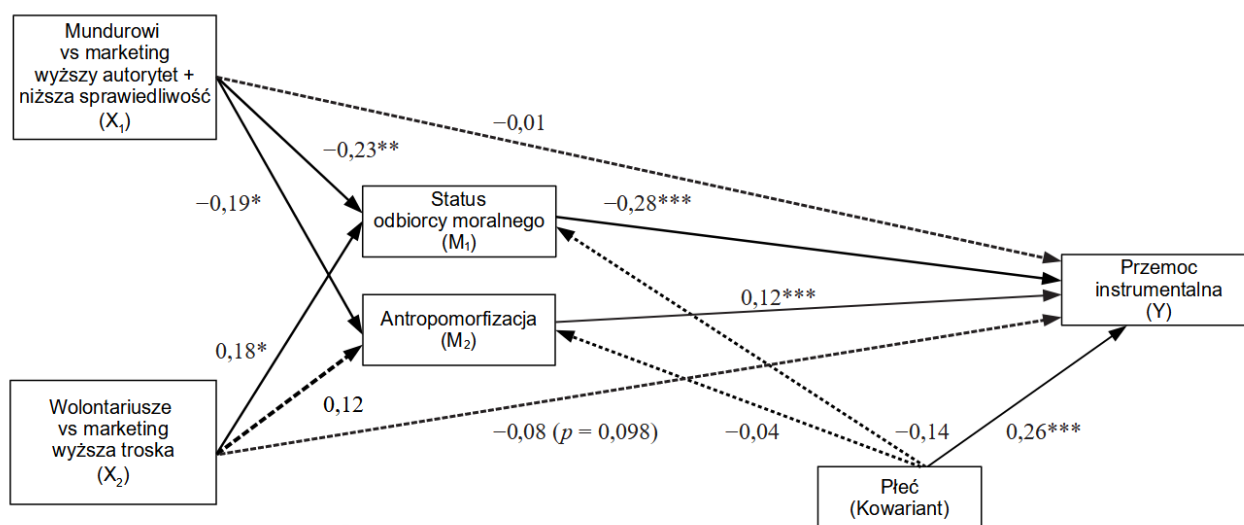 Mundurowi
vs marketing
wyższy autorytet +
niższa sprawiedliwość
(X₁)
−0,01
−0,23**
−0,19*
Status
odbiorcy moralnego
(M₁)
−0,28***
Przemoc
instrumentalna
(Y)
Antropomorfizacja
(M₂)
0,12***
0,18*
0,12
Wolontariusze
vs marketing
wyższa troska
(X₂)
−0,08 (p = 0,098)
−0,04
−0,14
0,26***
Płeć
(Kowariant)